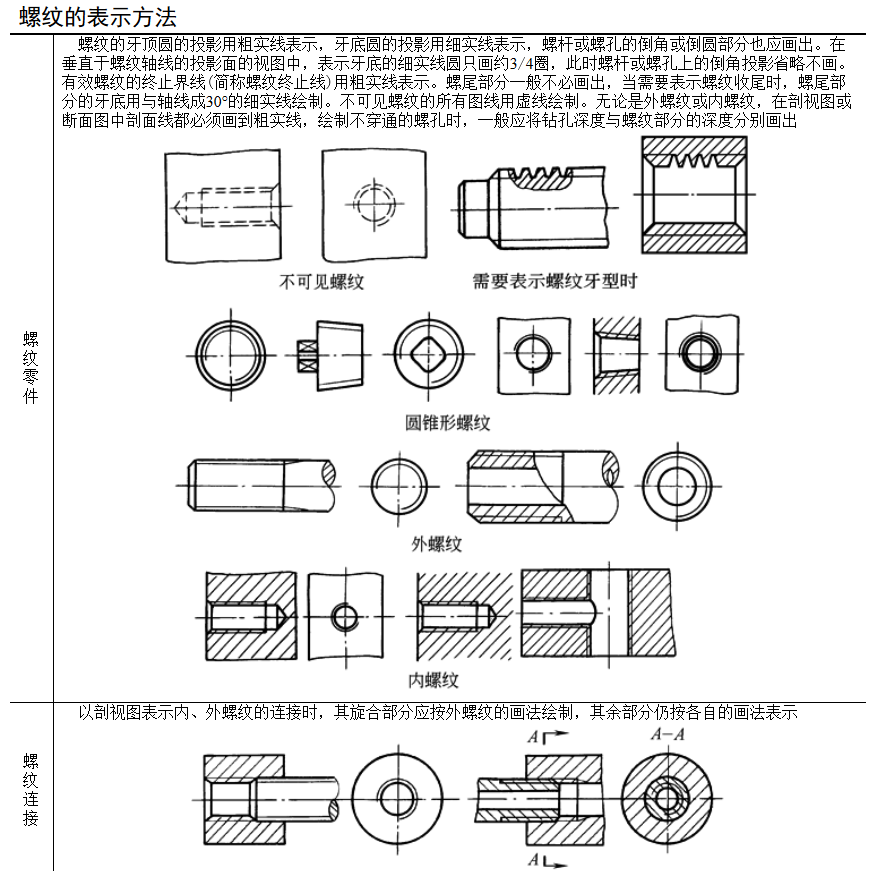 螺纹的表示方法
螺纹的牙顶圆的投影用粗实线表示，牙底圆的投影用细实线表示，螺杆或螺孔的倒角或倒圆部分也应画出。在
垂直于螺纹轴线的投影面的视图中，表示牙底的细实线圆只画约3/4圈，此时螺杆或螺孔上的倒角投影省略不画。
有效螺纹的终止界线(简称螺纹终止线)用粗实线表示。螺尾部分一般不必画出，当需要表示螺纹收尾时，螺尾部
分的牙底用与轴线成30°的细实线绘制。不可见螺纹的所有图线用虚线绘制。无论是外螺纹或内螺纹，在剖视图或
断面图中剖面线都必须画到粗实线，绘制不穿通的螺孔时，一般应将钻孔深度与螺纹部分的深度分别画出
不可见螺纹
需要表示螺纹牙型时
螺纹零件
圆锥形螺纹
外螺纹
内螺纹
以剖视图表示内、外螺纹的连接时，其旋合部分应按外螺纹的画法绘制，其余部分仍按各自的画法表示
螺纹连接
A
A-A
A